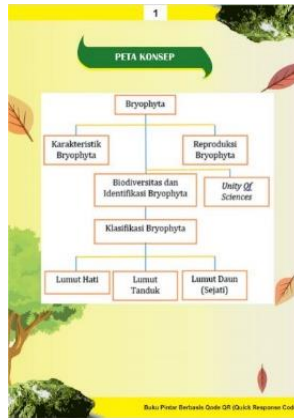 1
PETA KONSEP
Bryophyta
Karakteristik
Bryophyta
Reproduksi
Bryophyta
Biodiversitas dan
Identifikasi Bryophyta
Unity Of
Sciences
Klasifikasi Bryophyta
Lumut Hati
Lumut
Tanduk
Lumut Daun
(Sejati)
Buku Pintar Berbasis Qode QR (Quick Response Cod